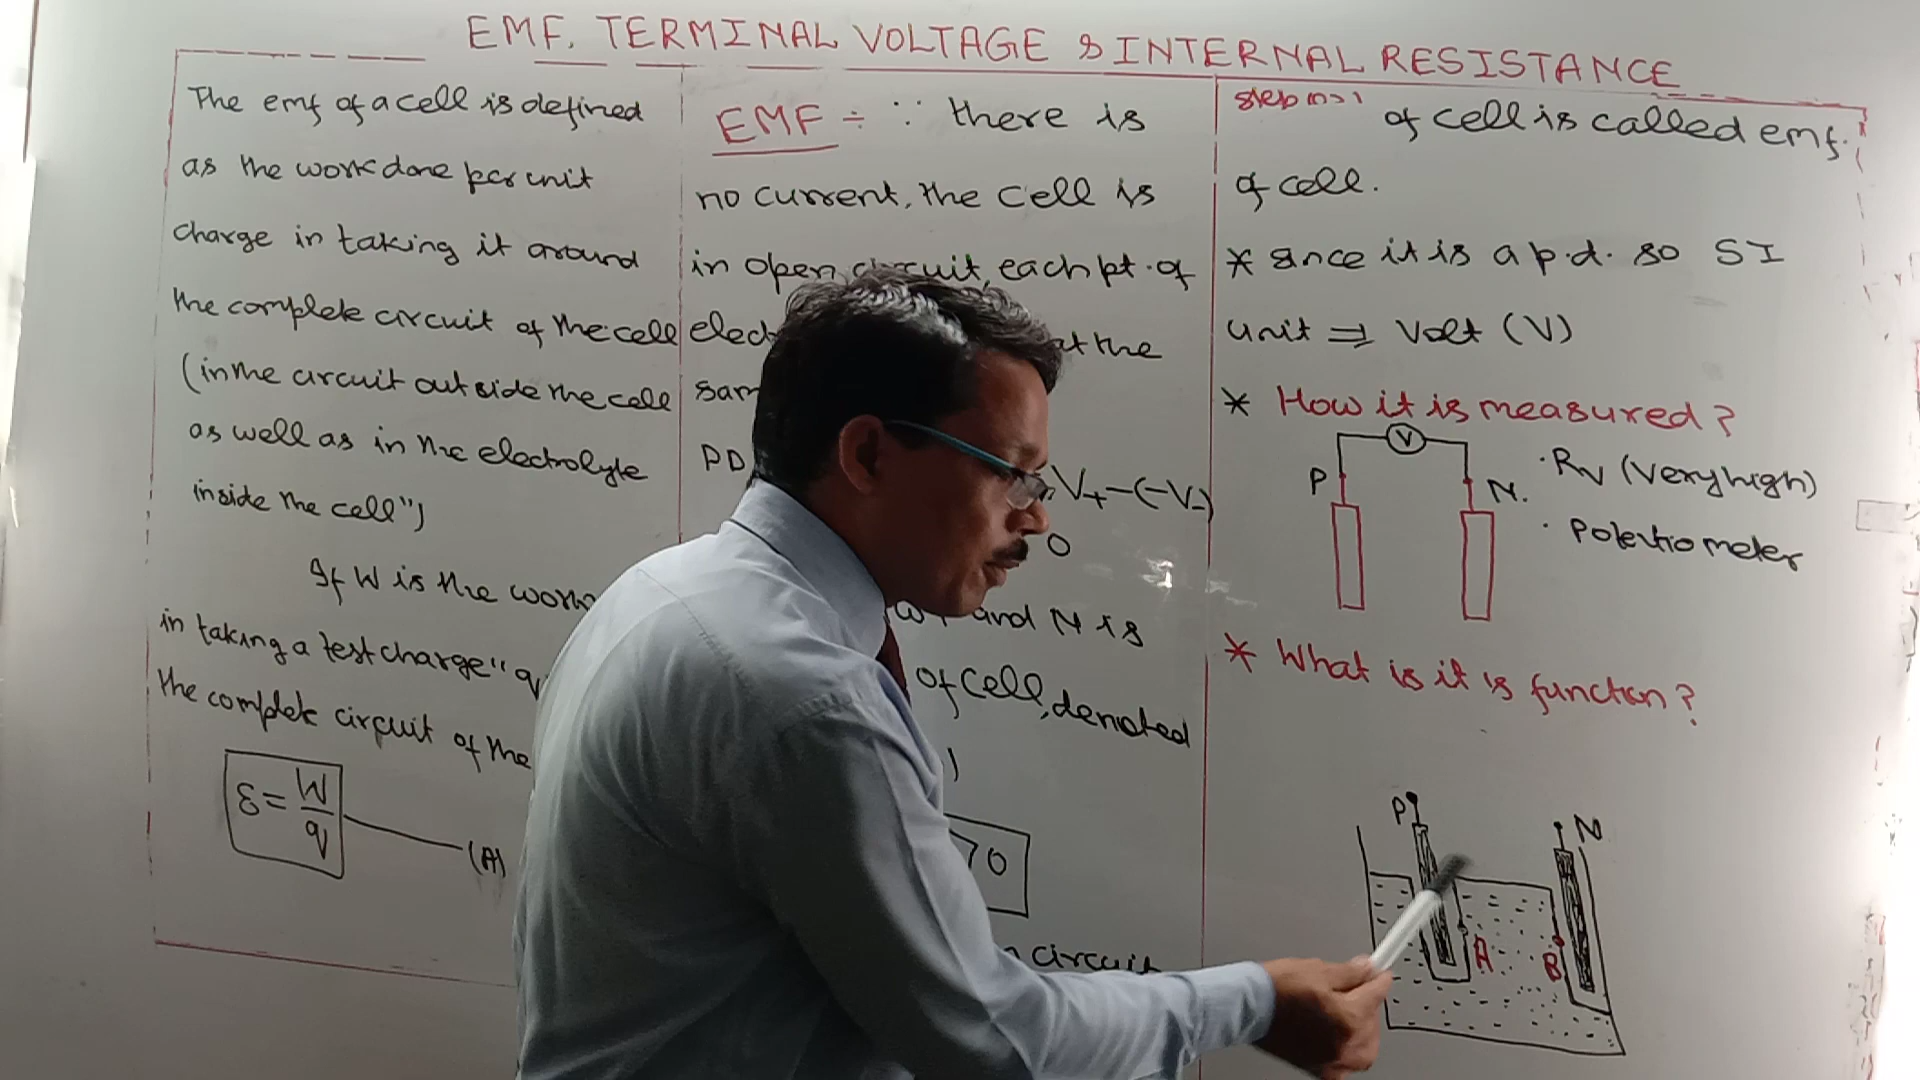 EMF, TERMINAL VOLTAGE & INTERNAL RESISTANCE
The emf of a cell is defined
as the work done per unit
charge in taking it around
the complete circuit of the cell
(in the circuit outside the cell
as well as in the electrolyte
inside the cell")
If W is the work
in taking a test charge "q
the complete circuit of the
ε = W/q
(A)
EMF ÷ ∵ there is
no current, the cell is
in open circuit, each pt. of
elect at the
sam
PD V+-(-V-)
0
and N is
of cell, denoted
)
>0
circuit
of cell is called emf.
of cell.
* since it is a p.d. so SI
unit ⇒ Volt (V)
* How it is measured?
V
P N.
· Rv (very high)
· Potentiometer
* What is it is function?
P N
A B